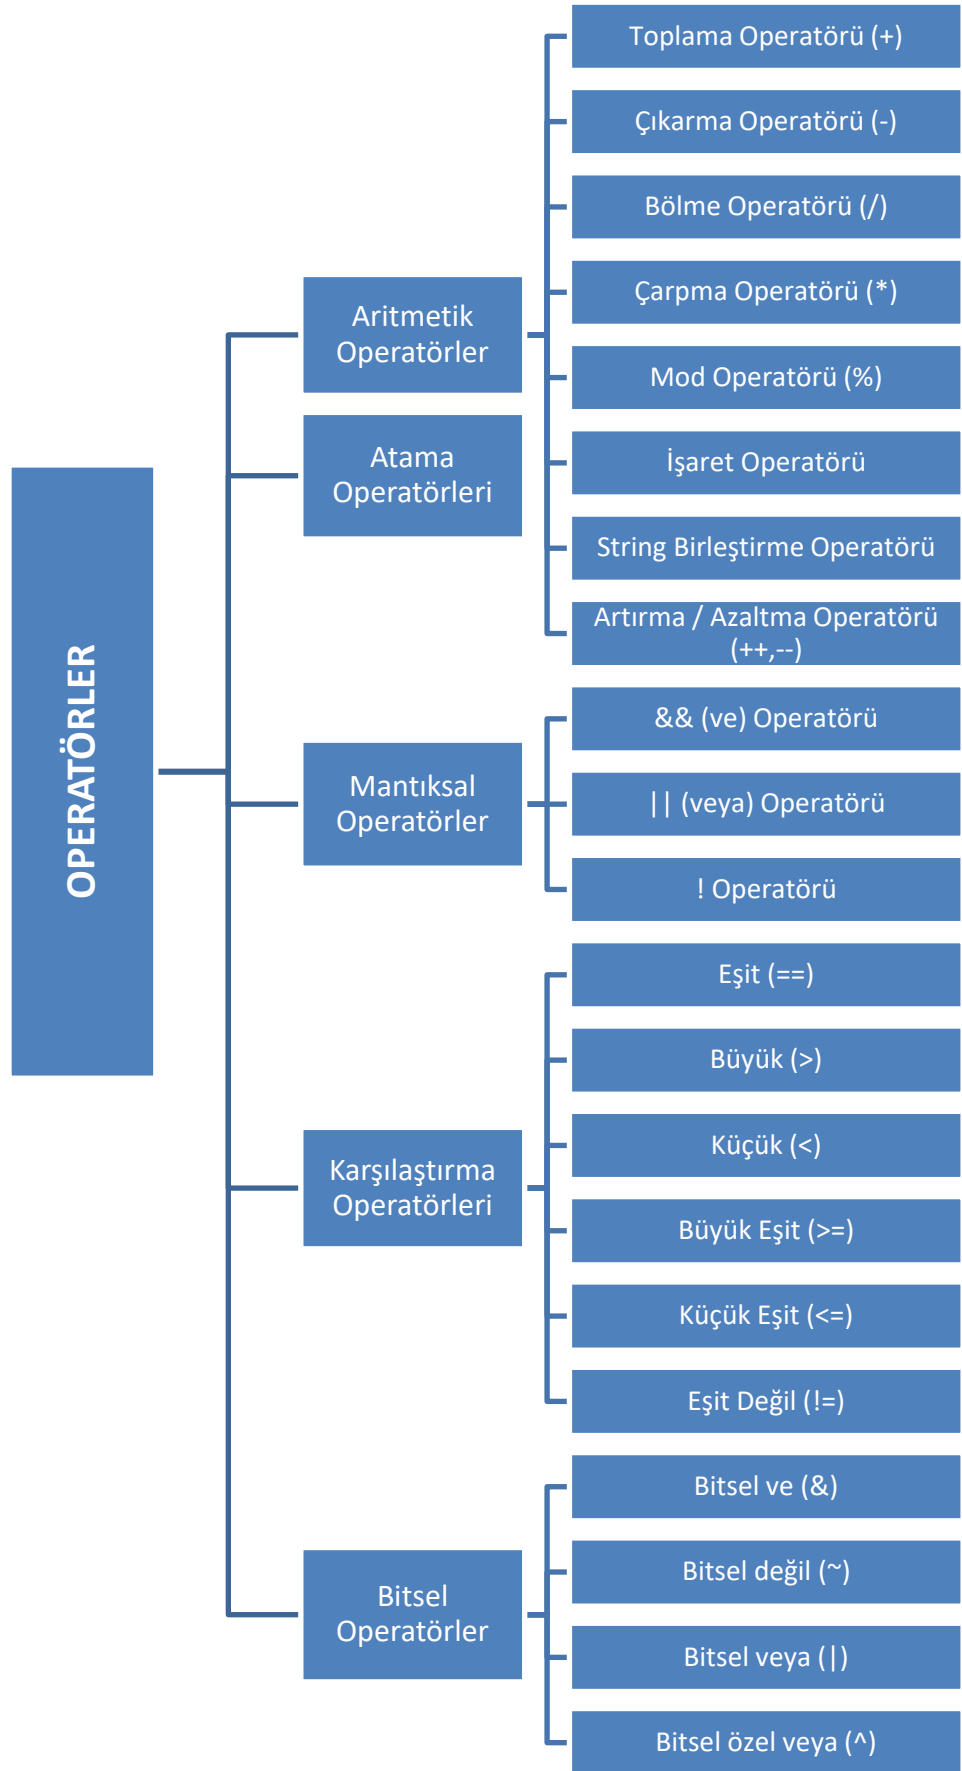 OPERATÖRLER
Aritmetik
Operatörler
Toplama Operatörü (+)
Çıkarma Operatörü (-)
Bölme Operatörü (/)
Çarpma Operatörü (*)
Mod Operatörü (%)
İşaret Operatörü
String Birleştirme Operatörü
Artırma / Azaltma Operatörü
(++,--)
Atama
Operatörleri
Mantıksal
Operatörler
&& (ve) Operatörü
|| (veya) Operatörü
! Operatörü
Karşılaştırma
Operatörleri
Eşit (==)
Büyük (>)
Küçük (<)
Büyük Eşit (>=)
Küçük Eşit (<=)
Eşit Değil (!=)
Bitsel
Operatörler
Bitsel ve (&)
Bitsel değil (~)
Bitsel veya (|)
Bitsel özel veya (^)